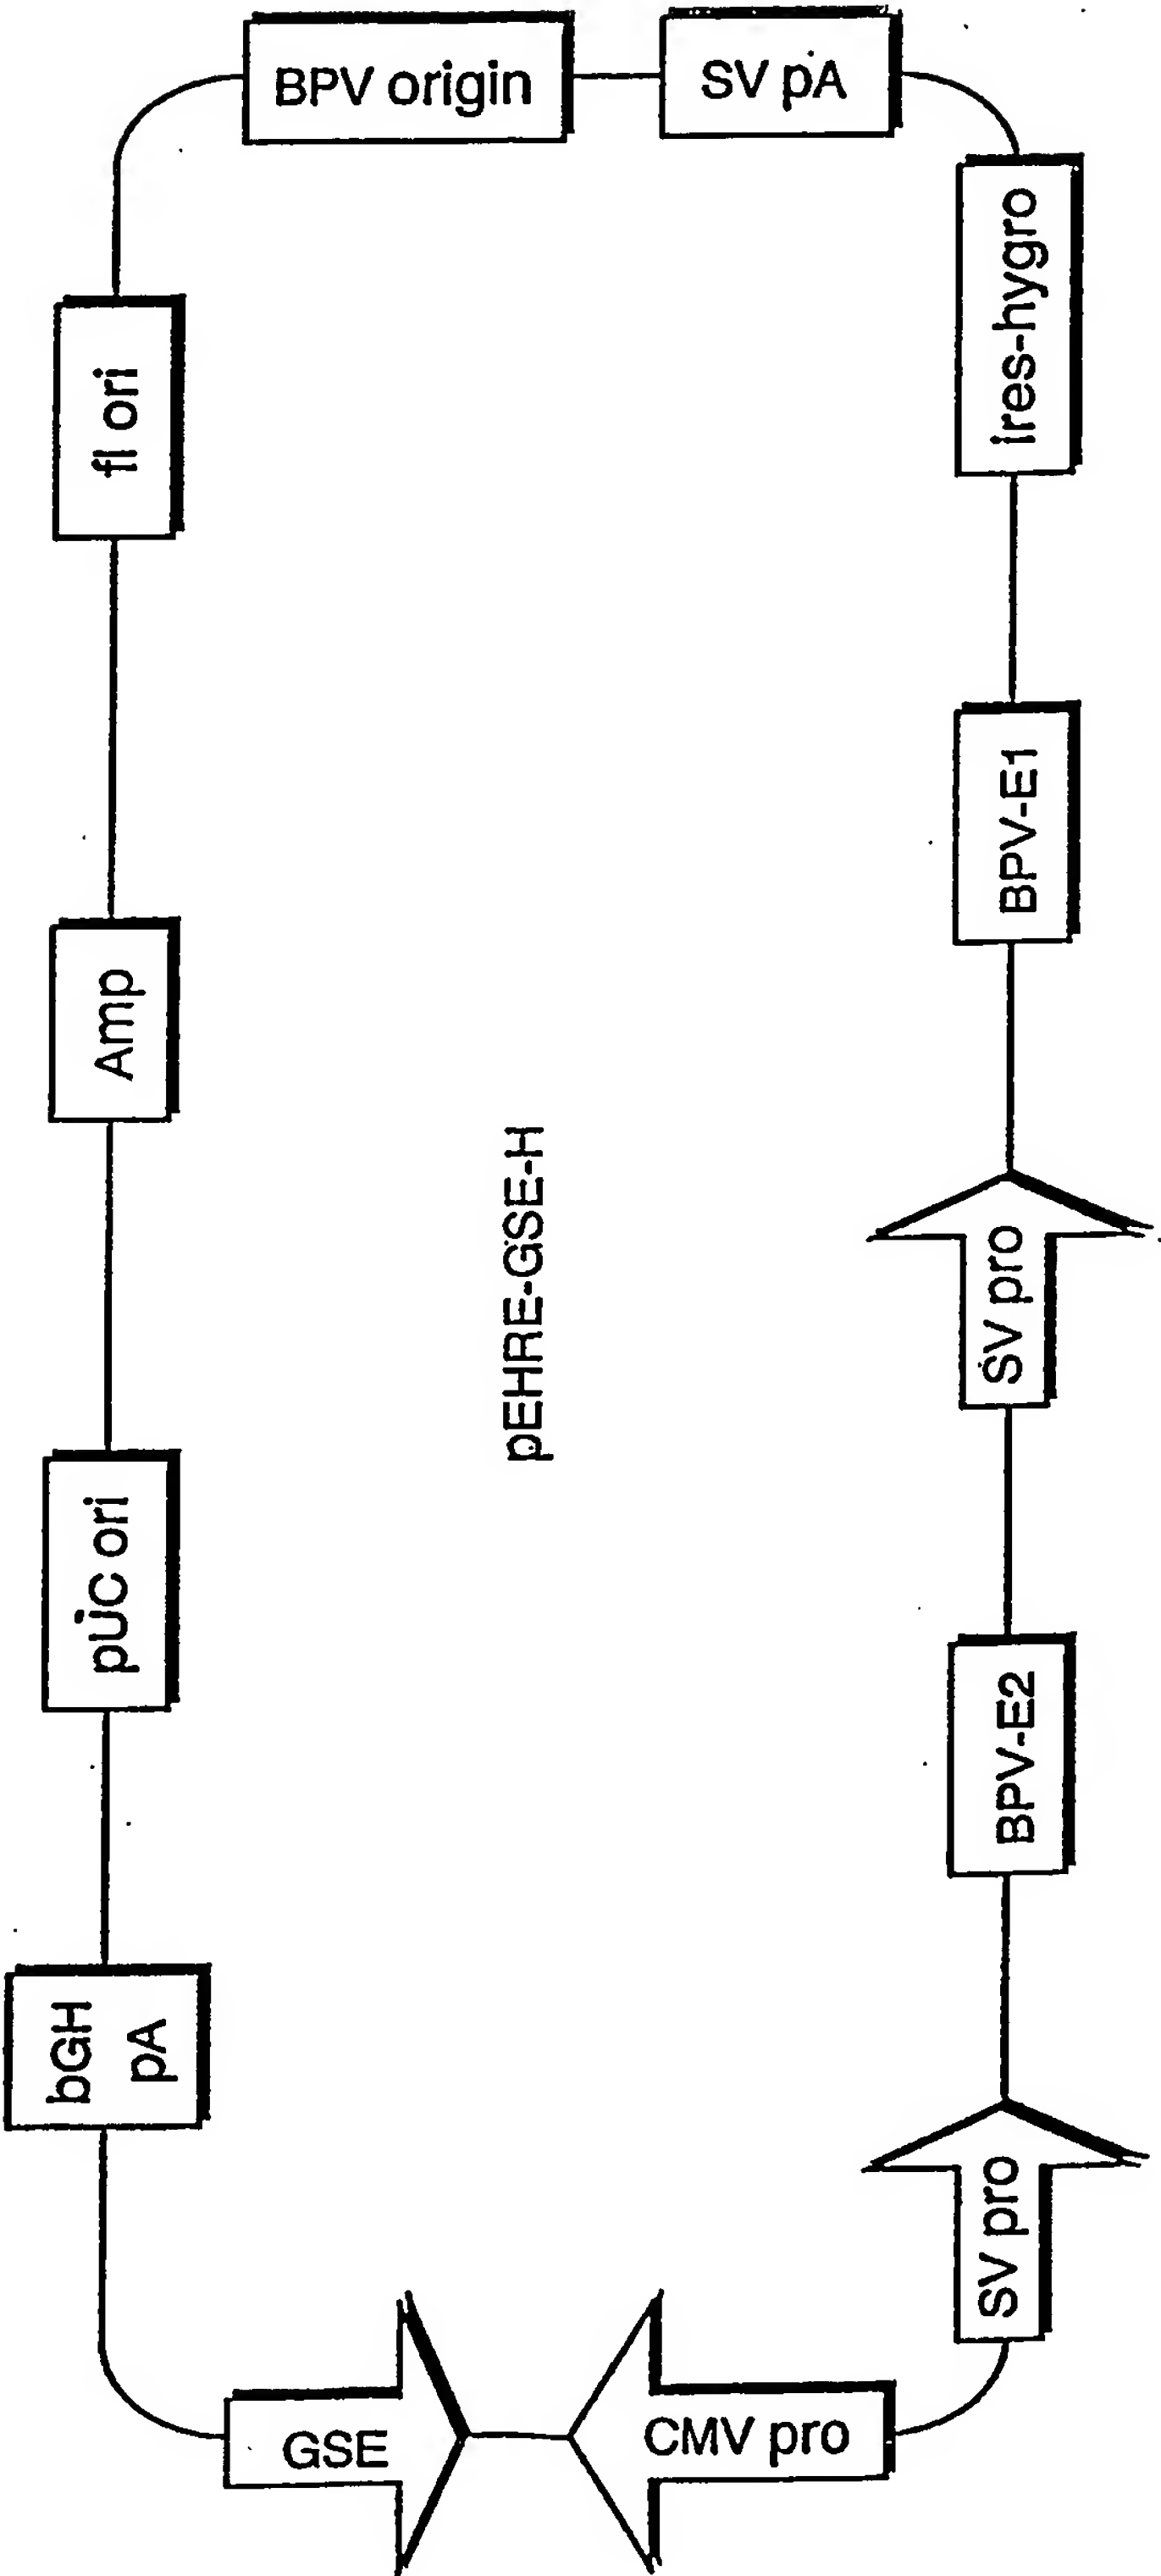 BPV origin
SV pA
ires-hygro
BPV-E1
SV pro
BPV-E2
SV pro
CMV pro
GSE
bGH
pA
pUC ori
Amp
fl ori
pEHRE-GSE-H